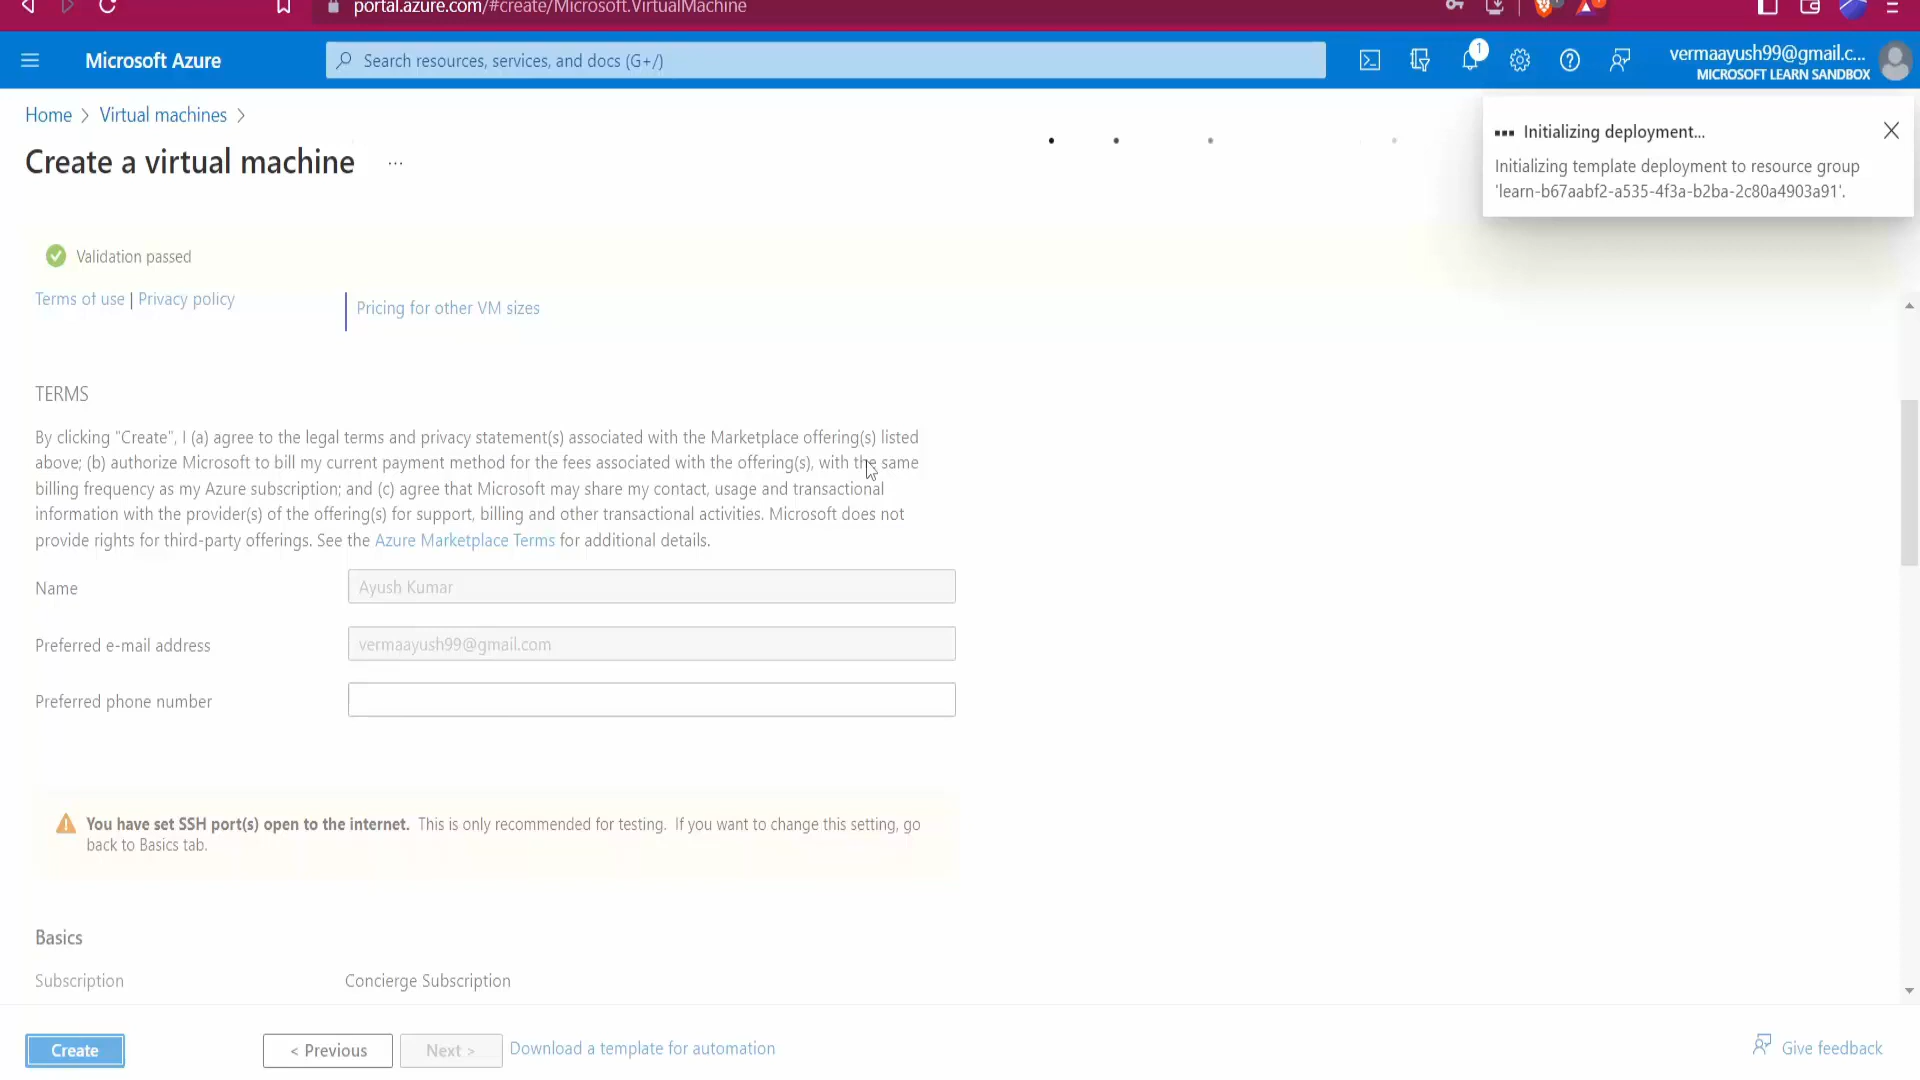 portal.azure.com/#create/Microsoft.VirtualMachine
Microsoft Azure
Search resources, services, and docs (G+/)
1
vermaayush99@gmail.c...
MICROSOFT LEARN SANDBOX
Home > Virtual machines >
Create a virtual machine ...
Initializing deployment...
Initializing template deployment to resource group
'learn-b67aabf2-a535-4f3a-b2ba-2c80a4903a91'.
Validation passed
Terms of use | Privacy policy
Pricing for other VM sizes
TERMS
By clicking "Create", I (a) agree to the legal terms and privacy statement(s) associated with the Marketplace offering(s) listed
above; (b) authorize Microsoft to bill my current payment method for the fees associated with the offering(s), with the same
billing frequency as my Azure subscription; and (c) agree that Microsoft may share my contact, usage and transactional
information with the provider(s) of the offering(s) for support, billing and other transactional activities. Microsoft does not
provide rights for third-party offerings. See the Azure Marketplace Terms for additional details.
Name
Ayush Kumar
Preferred e-mail address
vermaayush99@gmail.com
Preferred phone number
You have set SSH port(s) open to the internet. This is only recommended for testing. If you want to change this setting, go
back to Basics tab.
Basics
Subscription
Concierge Subscription
Create
< Previous
Next >
Download a template for automation
Give feedback